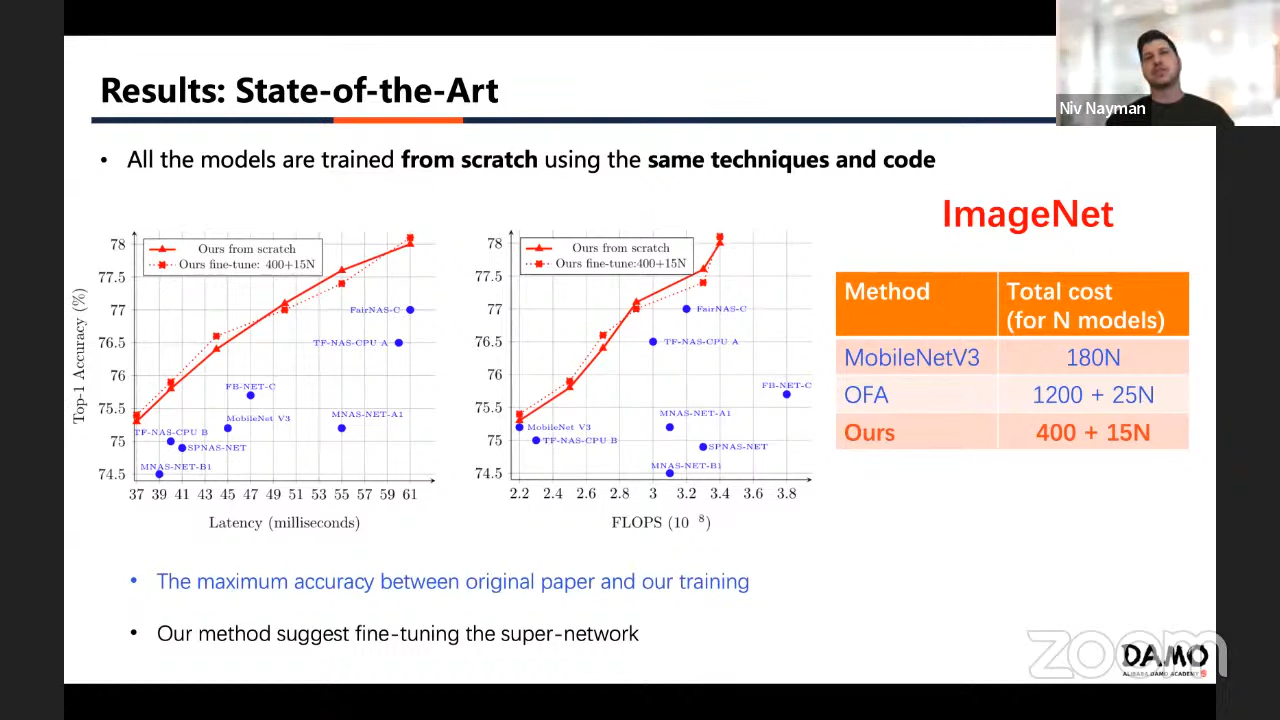 Results: State-of-the-Art
Niv Nayman
• All the models are trained from scratch using the same techniques and code
ImageNet
Top-1 Accuracy (%)
78
77.5
77
76.5
76
75.5
75
74.5
Ours from scratch
Ours fine-tune: 400+15N
FairNAS-C
TF-NAS-CPU A
FB-NET-C
MobileNet V3
MNAS-NET-A1
TF-NAS-CPU B
SPNAS-NET
MNAS-NET-B1
37 39 41 43 45 47 49 51 53 55 57 59 61
Latency (milliseconds)
78
77.5
77
76.5
76
75.5
75
74.5
Ours from scratch
Ours fine-tune:400+15N
FairNAS-C
TF-NAS-CPU A
FB-NET-C
MNAS-NET-A1
MobileNet V3
TF-NAS-CPU B
SPNAS-NET
MNAS-NET-B1
2.2 2.4 2.6 2.8 3 3.2 3.4 3.6 3.8
FLOPS (10 8)
Method Total cost
(for N models)
MobileNetV3 180N
OFA 1200 + 25N
Ours 400 + 15N
• The maximum accuracy between original paper and our training
• Our method suggest fine-tuning the super-network
zoom
DAMO
ALIBABA DAMO ACADEMY